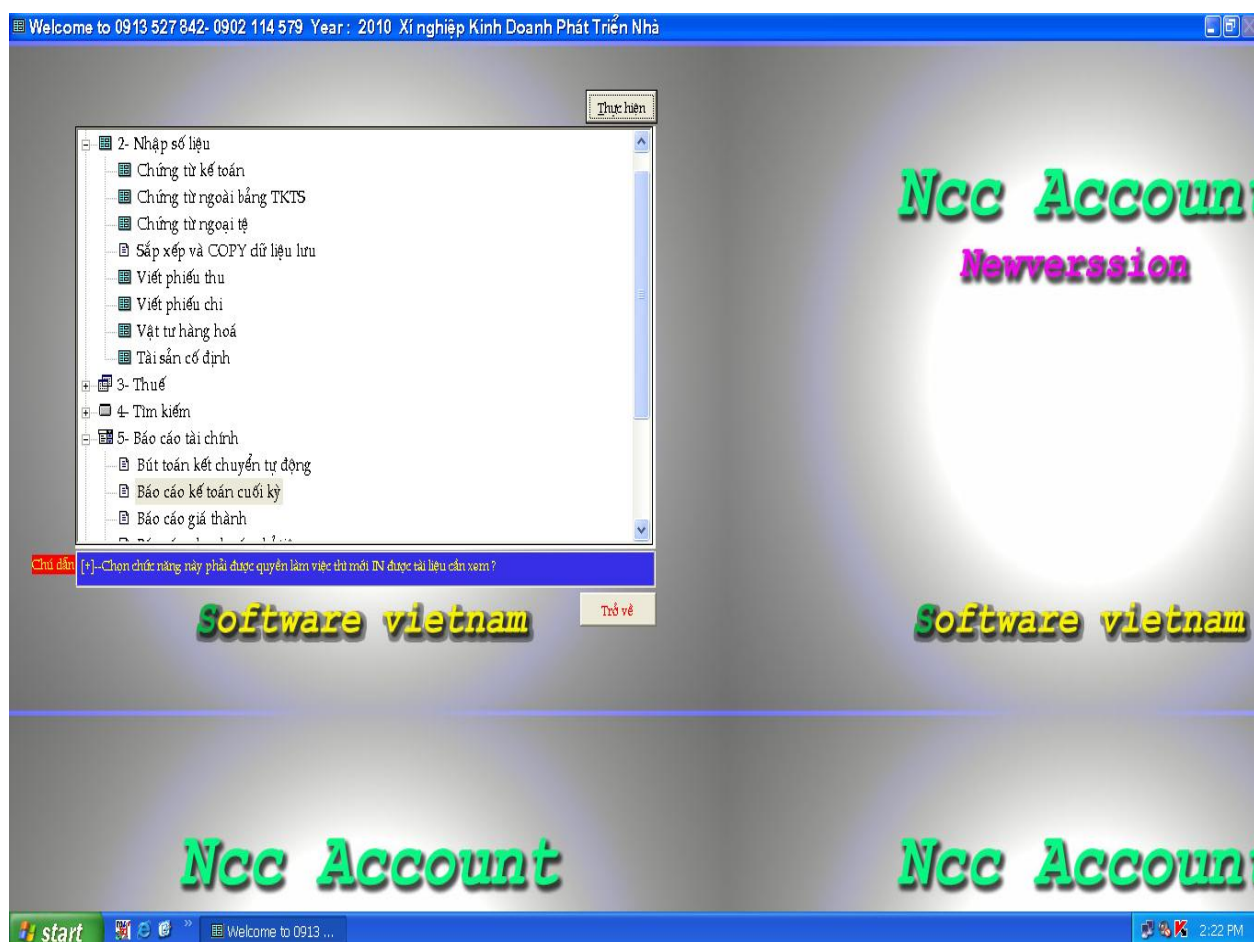 Welcome to 0913 527 842- 0902 114 579 Year : 2010 Xí nghiệp Kinh Doanh Phát Triển Nhà
Thực hiện
2- Nhập số liệu
Chứng từ kế toán
Chứng từ ngoài bảng TKTS
Chứng từ ngoại tệ
Sắp xếp và COPY dữ liệu lưu
Viết phiếu thu
Viết phiếu chi
Vật tư hàng hoá
Tài sản cố định
3- Thuế
4- Tìm kiếm
5- Báo cáo tài chính
Bút toán kết chuyển tự động
Báo cáo kế toán cuối kỳ
Báo cáo giá thành
Chú dẫn [+]--Chọn chức năng này phải được quyền làm việc thì mới IN được tài liệu cần xem ?
Trở về
Ncc Account
Newverssion
Software vietnam
Software vietnam
Ncc Account
Ncc Account
start
Welcome to 0913 ...
2:22 PM